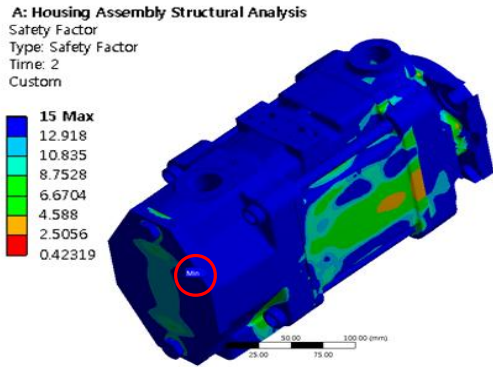 A: Housing Assembly Structural Analysis
Safety Factor
Type: Safety Factor
Time: 2
Custom
15 Max
12.918
10.835
8.7528
6.6704
4.588
2.5056
0.42319
Min
50.00
100.00 (mm)
25.00
75.00